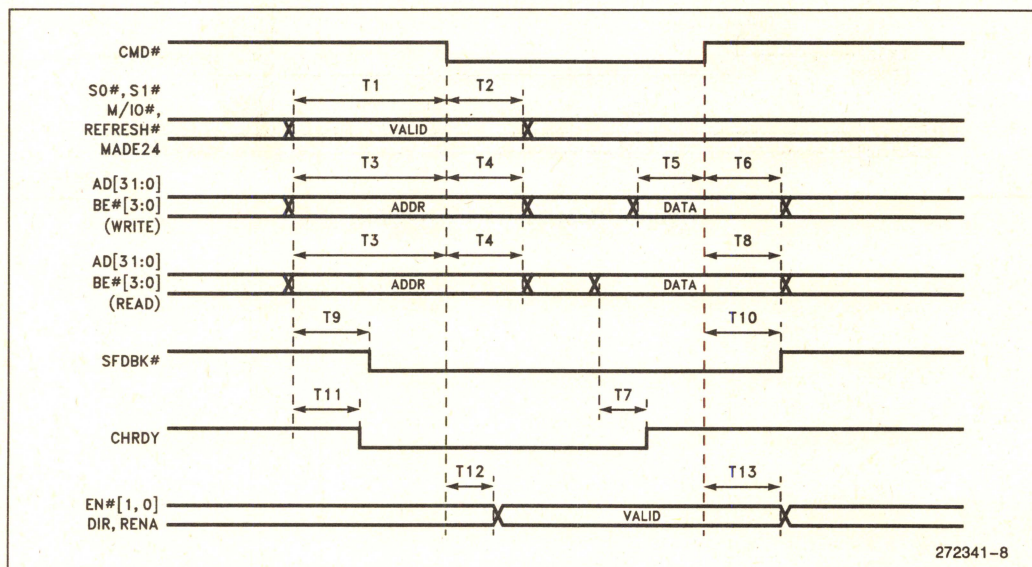 CMD#
S0#, S1#
M/IO#,
REFRESH#
MADE24
T1 T2
VALID
AD[31:0]
BE#[3:0]
(WRITE)
T3 T4 T5 T6
ADDR DATA
AD[31:0]
BE#[3:0]
(READ)
T3 T4 T8
ADDR DATA
SFDBK#
T9 T10
CHRDY
T11 T7
EN#[1,0]
DIR, RENA
T12 T13
VALID
272341-8